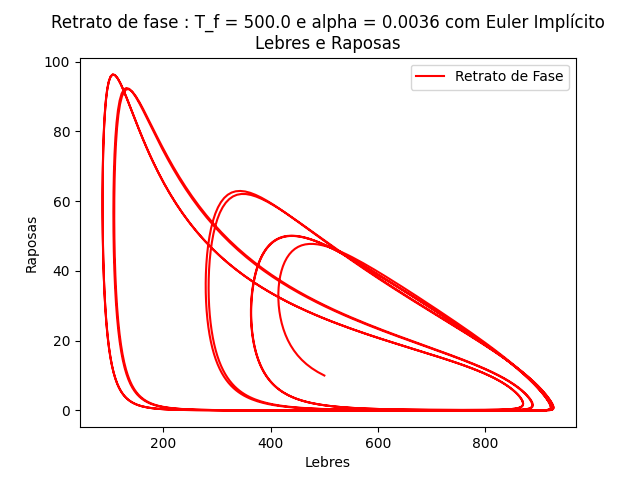 Retrato de fase : T_f = 500.0 e alpha = 0.0036 com Euler Implícito
Lebres e Raposas
Retrato de Fase
100
80
60
40
20
0
Raposas
200
400
600
800
Lebres